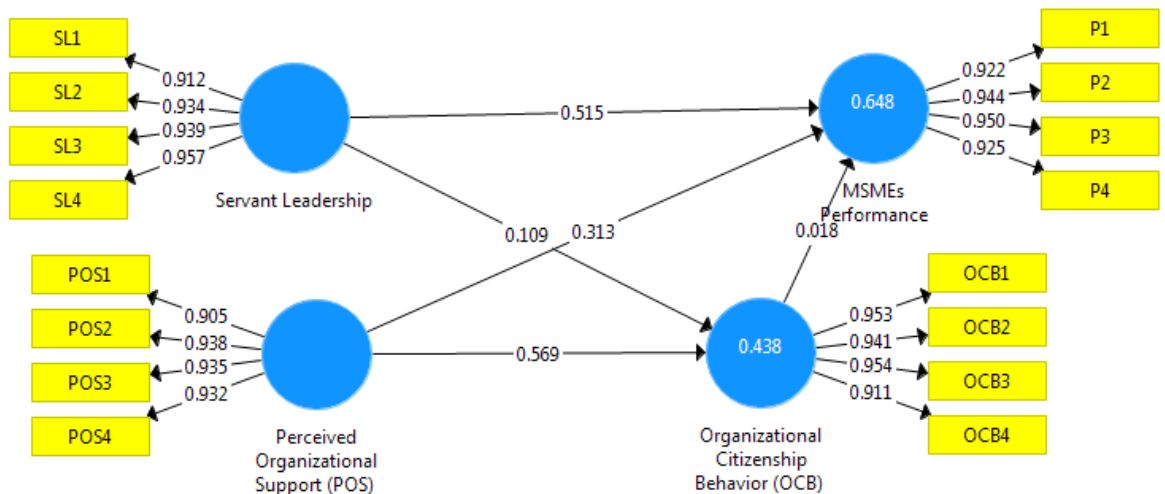 SL1
SL2
SL3
SL4
0.912
0.934
0.939
0.957
Servant Leadership
0.515
0.648
MSMEs
Performance
0.922
0.944
0.950
0.925
P1
P2
P3
P4
0.109
0.313
0.018
POS1
POS2
POS3
POS4
0.905
0.938
0.935
0.932
Perceived
Organizational
Support (POS)
0.569
0.438
Organizational
Citizenship
Behavior (OCB)
0.953
0.941
0.954
0.911
OCB1
OCB2
OCB3
OCB4